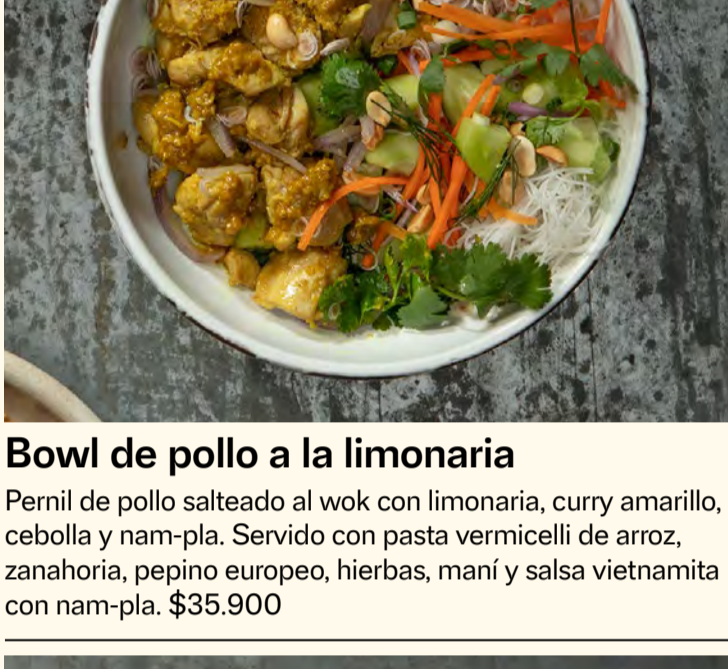 Bowl de pollo a la limonaria
Pernil de pollo salteado al wok con limonaria, curry amarillo,
cebolla y nam-pla. Servido con pasta vermicelli de arroz,
zanahoria, pepino europeo, hierbas, maní y salsa vietnamita
con nam-pla. $35.900